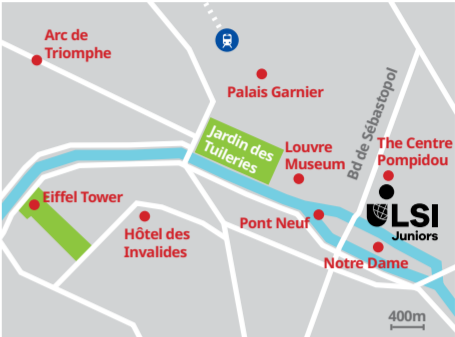 Arc de
Triomphe
Palais Garnier
Bd de Sébastopol
Jardin des
Tuileries
Louvre
Museum
The Centre
Pompidou
Eiffel Tower
LSI
Juniors
Pont Neuf
Hôtel des
Invalides
Notre Dame
400m